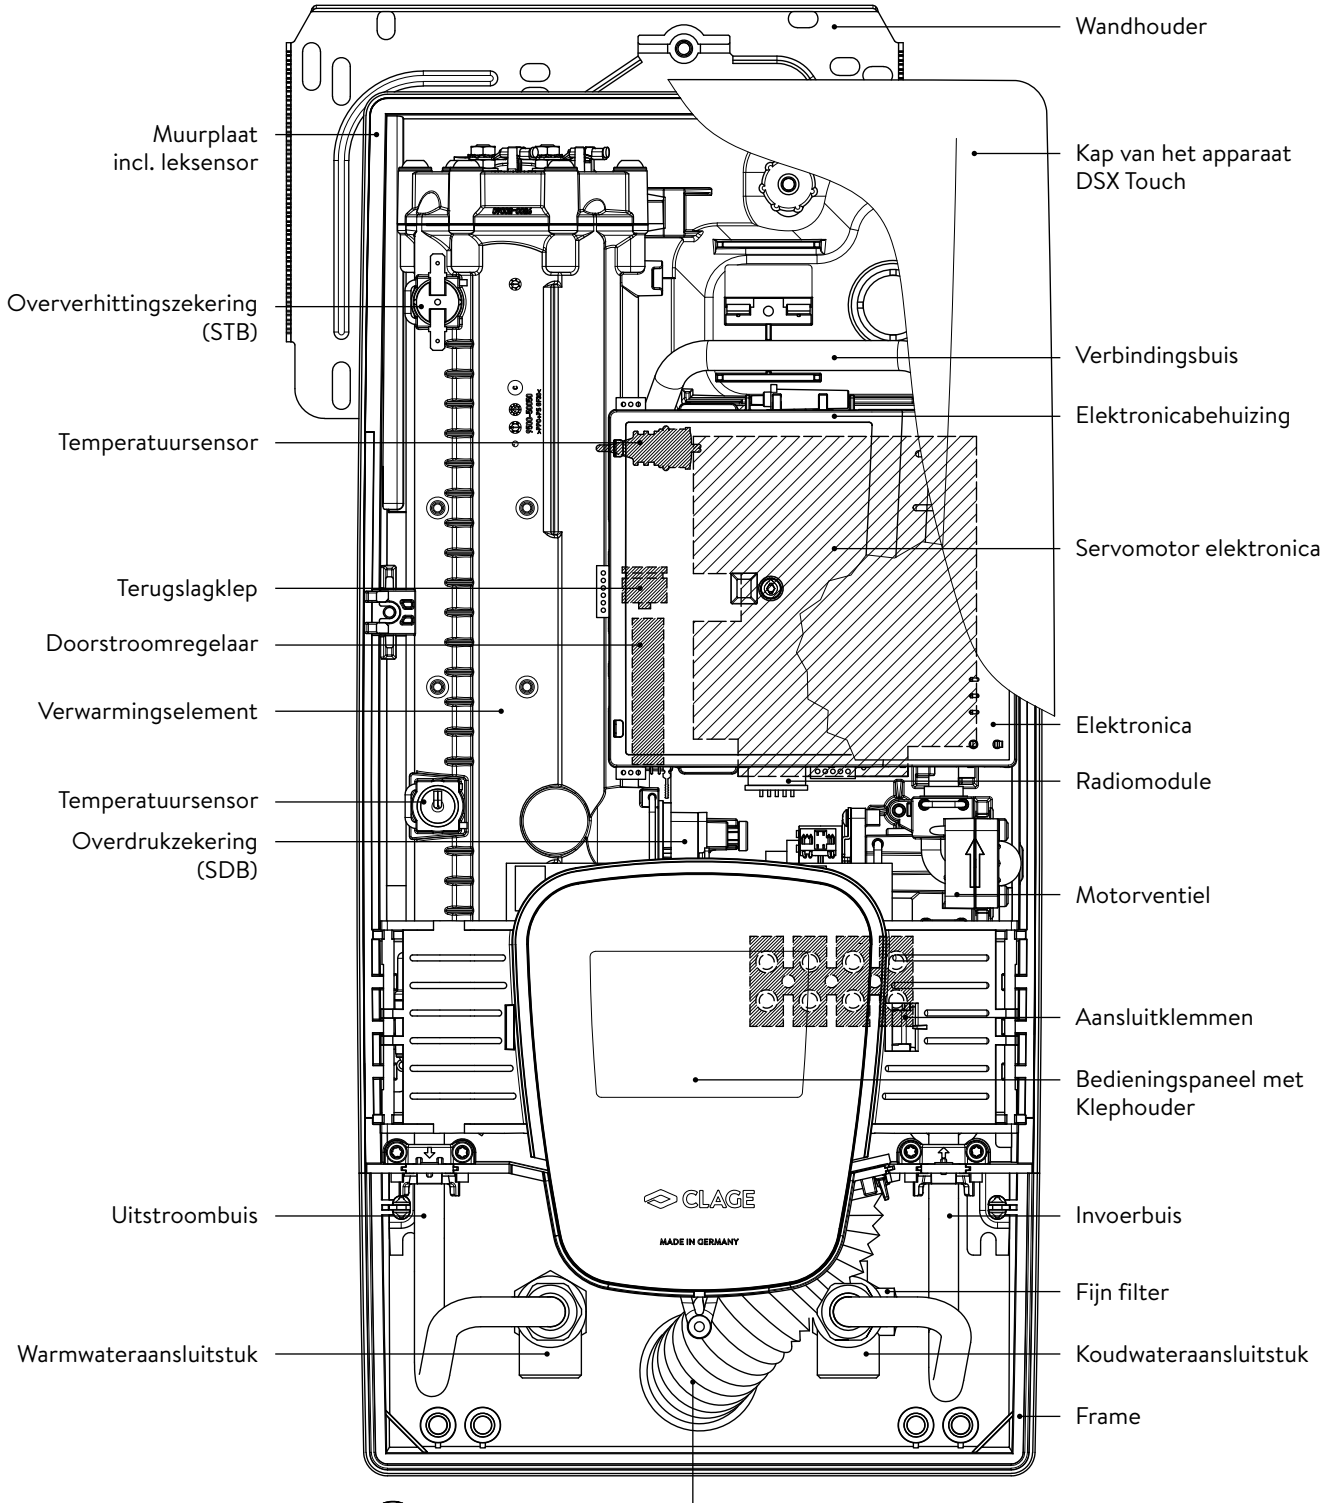 Wandhouder
Muurplaat
incl. leksensor
Kap van het apparaat
DSX Touch
Oververhittingszekering
(STB)
Verbindingsbuis
Elektronicabehuizing
Temperatuursensor
9500-50050
Servomotor elektronica
Terugslagklep
Doorstroomregelaar
Verwarmingselement
Elektronica
Radiomodule
Temperatuursensor
Overdrukzekering
(SDB)
Motorventiel
Aansluitklemmen
Bedieningspaneel met
Klephouder
CLAGE
MADE IN GERMANY
Uitstroombuis
Invoerbuis
Fijn filter
Warmwateraansluitstuk
Koudwateraansluitstuk
Frame